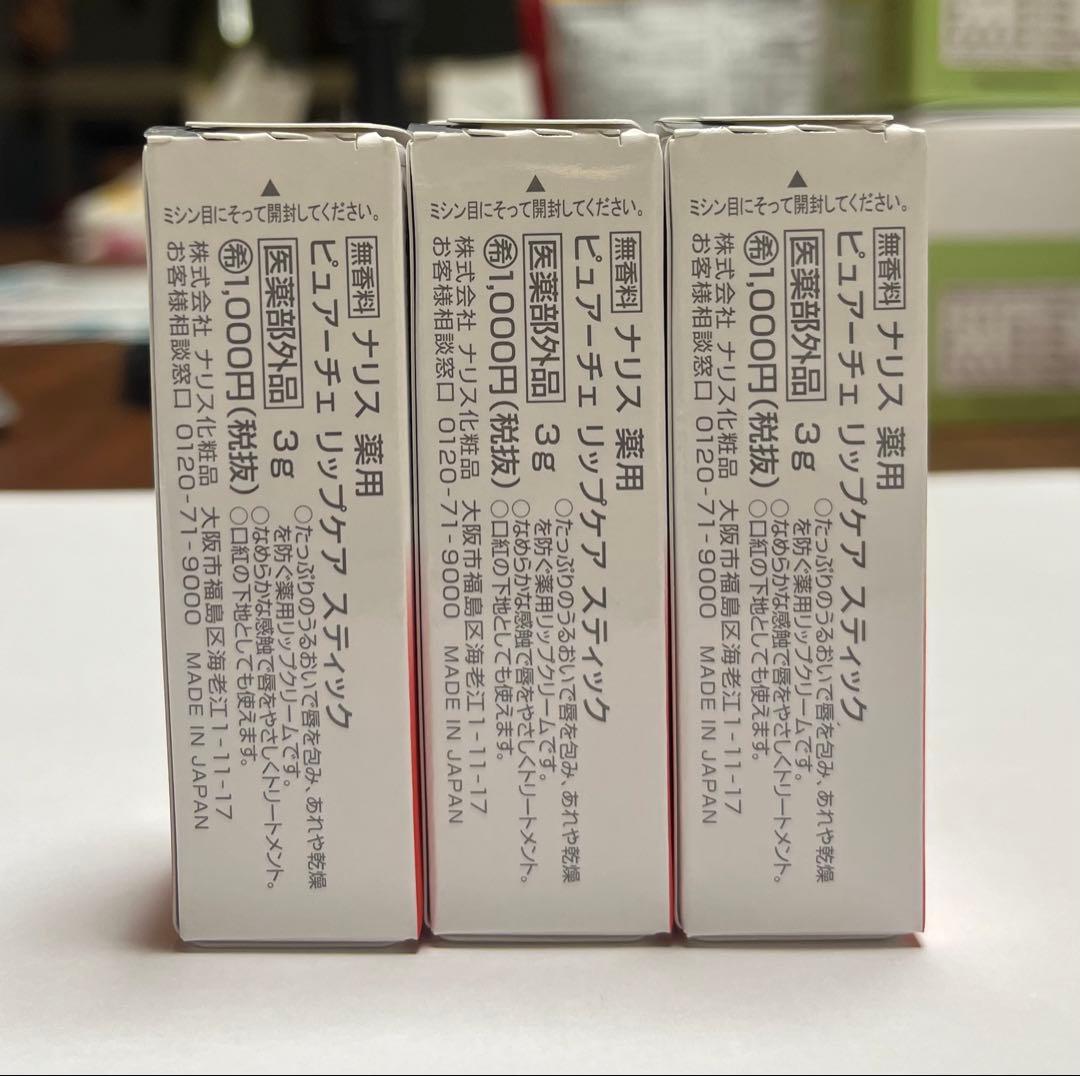 ▲
ミシン目にそって開封してください。
無香料 ナリス 薬用
ピュアーチェ リップケア スティック
医薬部外品 3g
希1,000円(税抜)
○たっぷりのうるおいで唇を包み、あれや乾燥
を防ぐ薬用リップクリームです。
○なめらかな感触で唇をやさしくトリートメント。
○口紅の下地としても使えます。
株式会社 ナリス化粧品 大阪市福島区海老江1-11-17
お客様相談窓口 0120-71-9000 MADE IN JAPAN
▲
ミシン目にそって開封してください。
無香料 ナリス 薬用
ピュアーチェ リップケア スティック
医薬部外品 3g
希1,000円(税抜)
○たっぷりのうるおいで唇を包み、あれや乾燥
を防ぐ薬用リップクリームです。
○なめらかな感触で唇をやさしくトリートメント。
○口紅の下地としても使えます。
株式会社 ナリス化粧品 大阪市福島区海老江1-11-17
お客様相談窓口 0120-71-9000 MADE IN JAPAN
▲
ミシン目にそって開封してください。
無香料 ナリス 薬用
ピュアーチェ リップケア スティック
医薬部外品 3g
希1,000円(税抜)
○たっぷりのうるおいで唇を包み、あれや乾燥
を防ぐ薬用リップクリームです。
○なめらかな感触で唇をやさしくトリートメント。
○口紅の下地としても使えます。
株式会社 ナリス化粧品 大阪市福島区海老江1-11-17
お客様相談窓口 0120-71-9000 MADE IN JAPAN